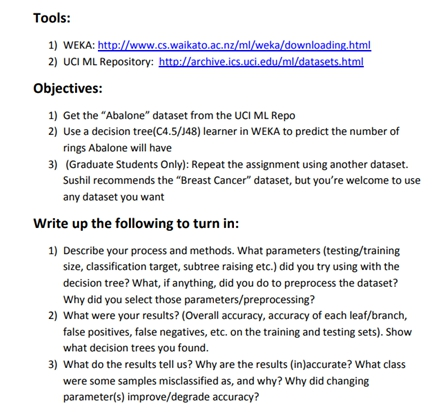 Tools:
1) WEKA: http://www.cs.waikato.ac.nz/ml/weka/downloading.html
2) UCI ML Repository: http://archive.ics.uci.edu/ml/datasets.html
Objectives:
1) Get the “Abalone” dataset from the UCI ML Repo
2) Use a decision tree(C4.5/J48) learner in WEKA to predict the number of
rings Abalone will have
3) (Graduate Students Only): Repeat the assignment using another dataset.
Sushil recommends the “Breast Cancer” dataset, but you’re welcome to use
any dataset you want
Write up the following to turn in:
1) Describe your process and methods. What parameters (testing/training
size, classification target, subtree raising etc.) did you try using with the
decision tree? What, if anything, did you do to preprocess the dataset?
Why did you select those parameters/preprocessing?
2) What were your results? (Overall accuracy, accuracy of each leaf/branch,
false positives, false negatives, etc. on the training and testing sets). Show
what decision trees you found.
3) What do the results tell us? Why are the results (in)accurate? What class
were some samples misclassified as, and why? Why did changing
parameter(s) improve/degrade accuracy?